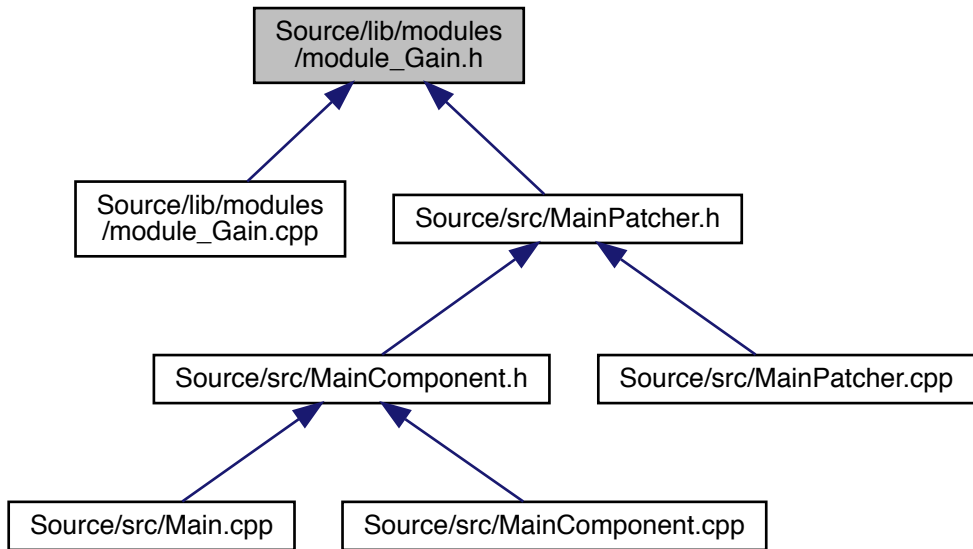 Source/lib/modules
/module_Gain.h
Source/lib/modules
/module_Gain.cpp
Source/src/MainPatcher.h
Source/src/MainComponent.h
Source/src/MainPatcher.cpp
Source/src/Main.cpp
Source/src/MainComponent.cpp